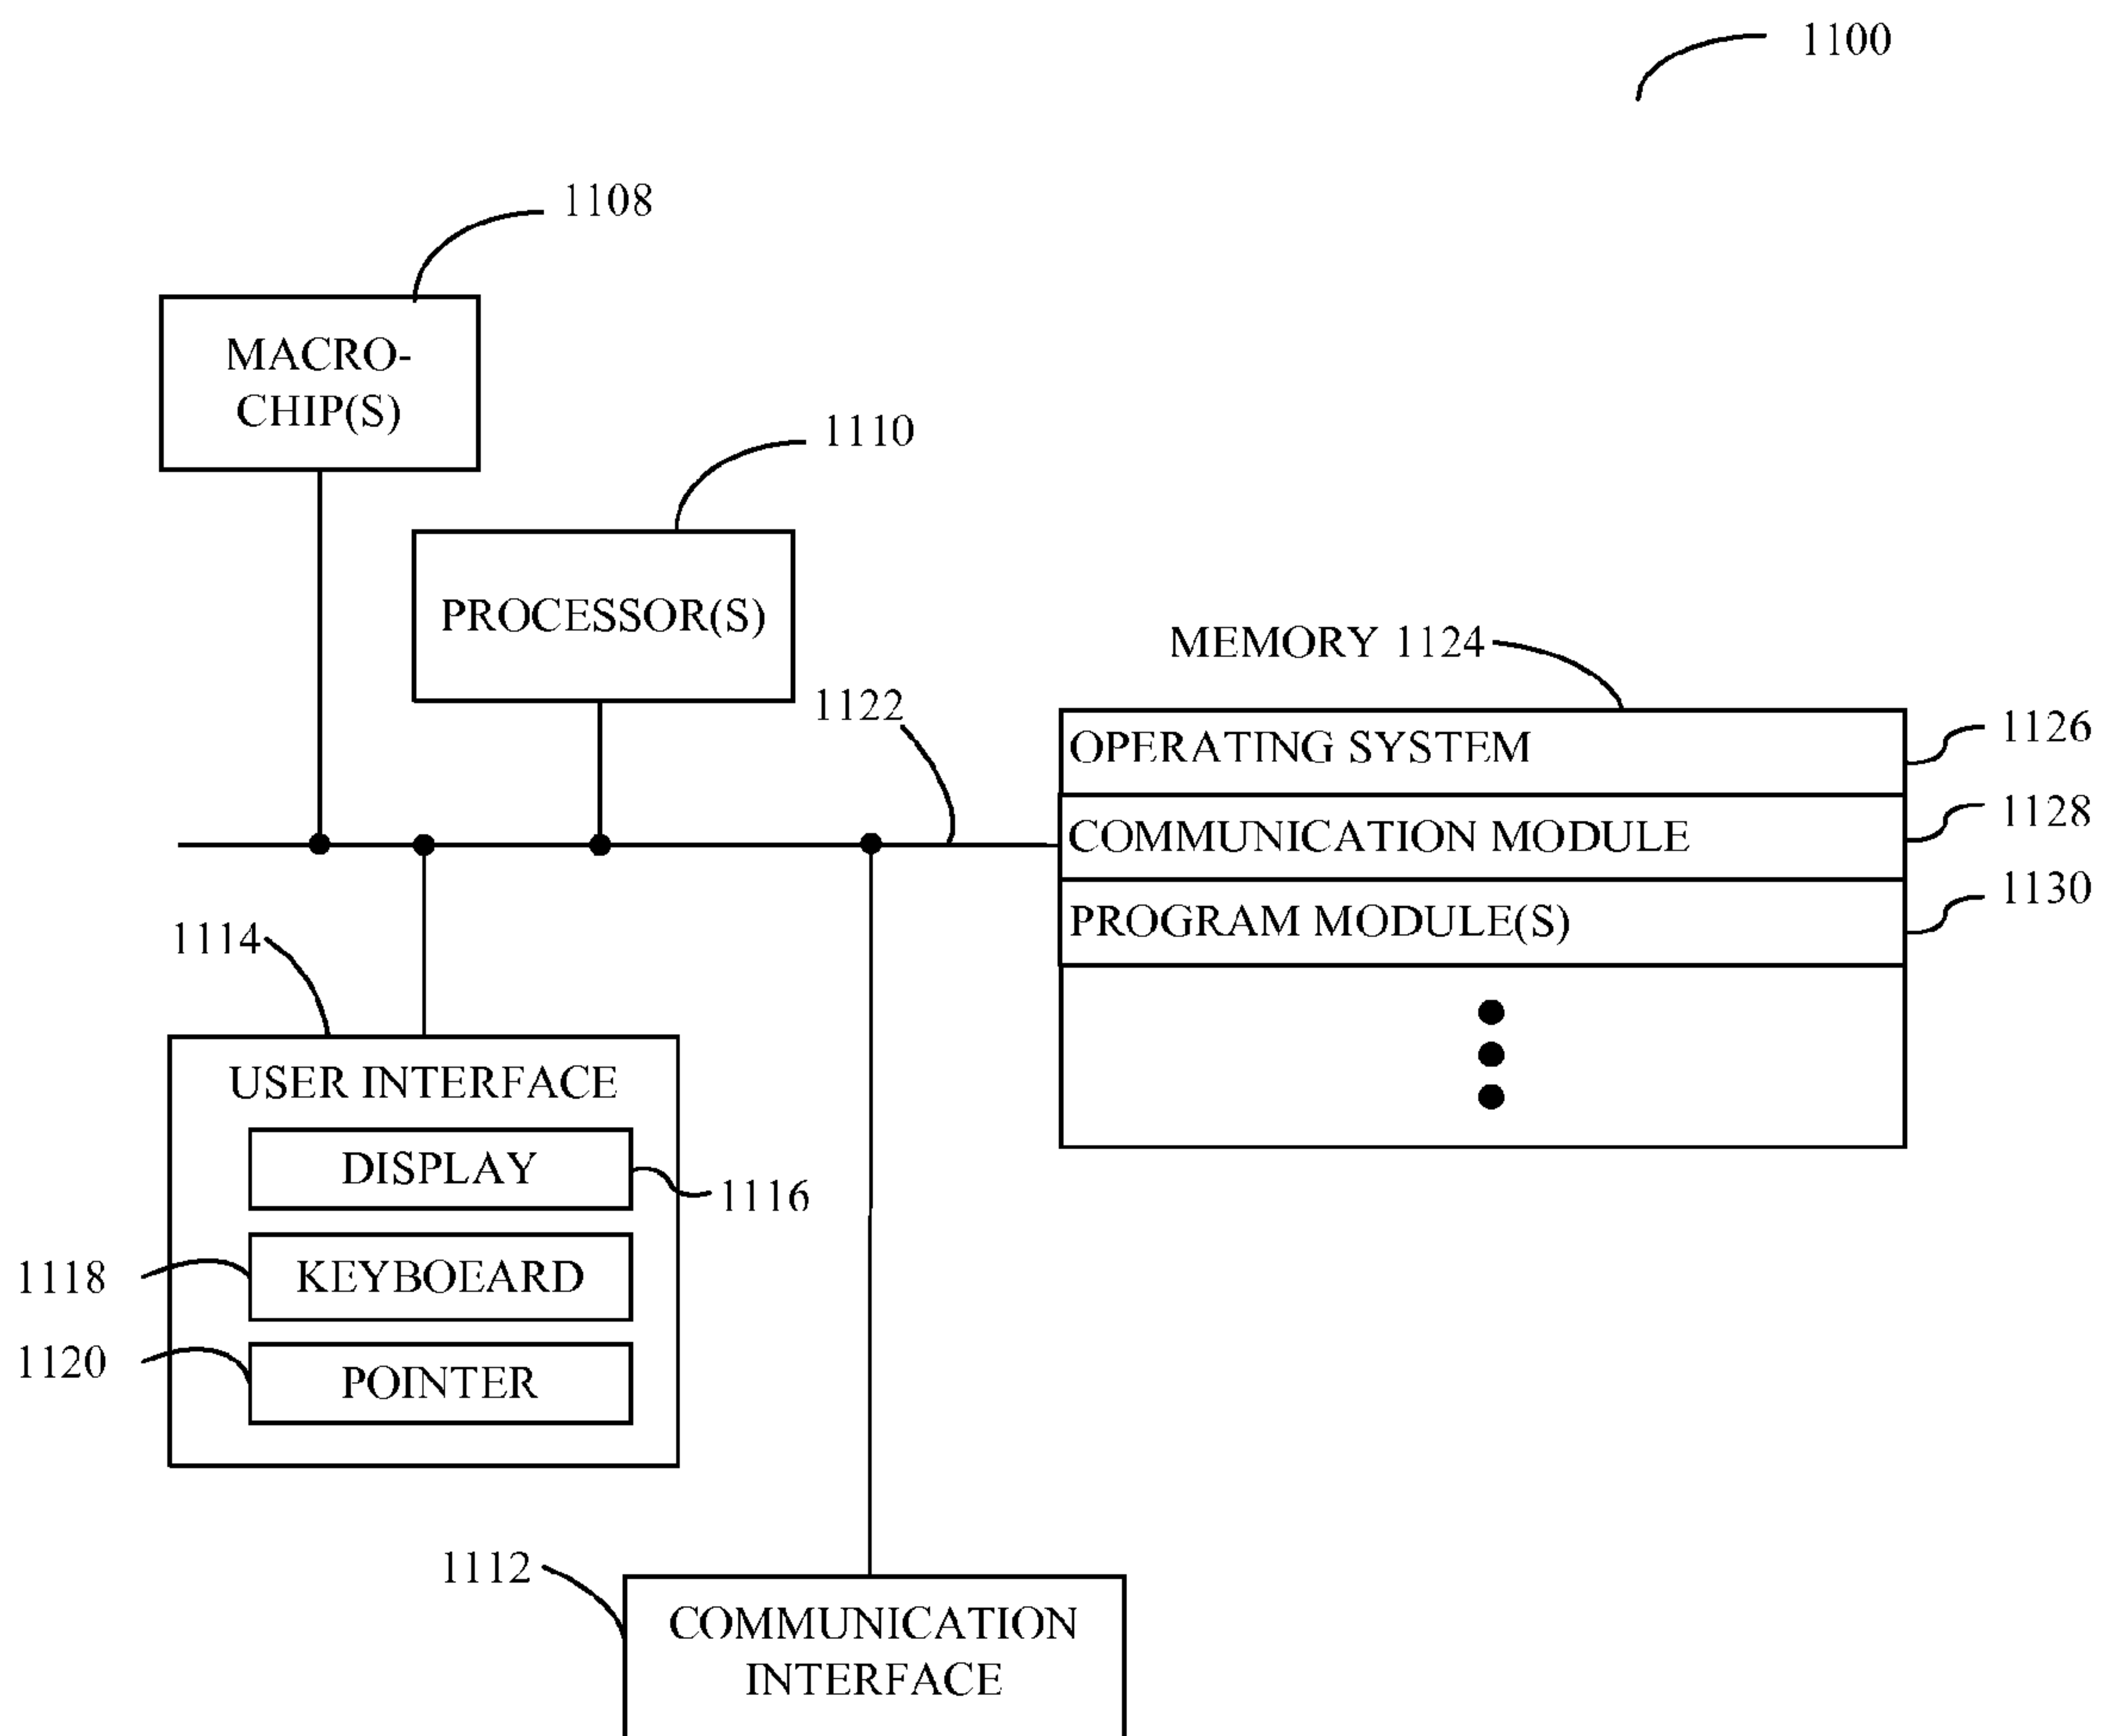 1100
1108
MACRO-
CHIP(S)
1110
PROCESSOR(S)
MEMORY 1124
1122
OPERATING SYSTEM
1126
COMMUNICATION MODULE
1128
PROGRAM MODULE(S)
1130
1114
USER INTERFACE
DISPLAY
1116
1118
KEYBOEARD
1120
POINTER
1112
COMMUNICATION
INTERFACE